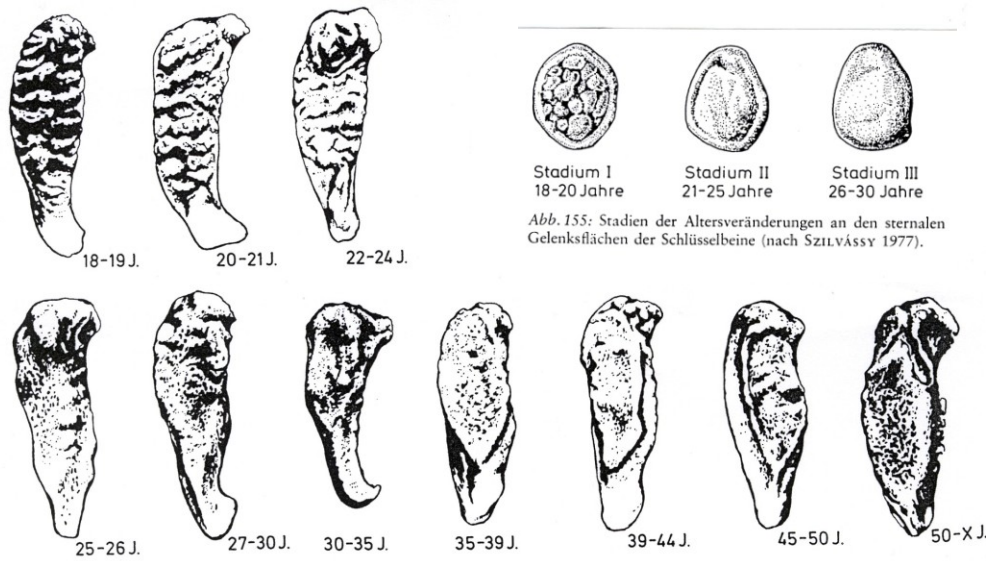 Stadium I
18-20 Jahre
Stadium II
21-25 Jahre
Stadium III
26-30 Jahre
Abb. 155: Stadien der Altersveränderungen an den sternalen
Gelenksflächen der Schlüsselbeine (nach SZILVÁSSY 1977).
18-19 J.
20-21 J.
22-24 J.
25-26 J.
27-30 J.
30-35 J.
35-39 J.
39-44 J.
45-50 J.
50-X J.